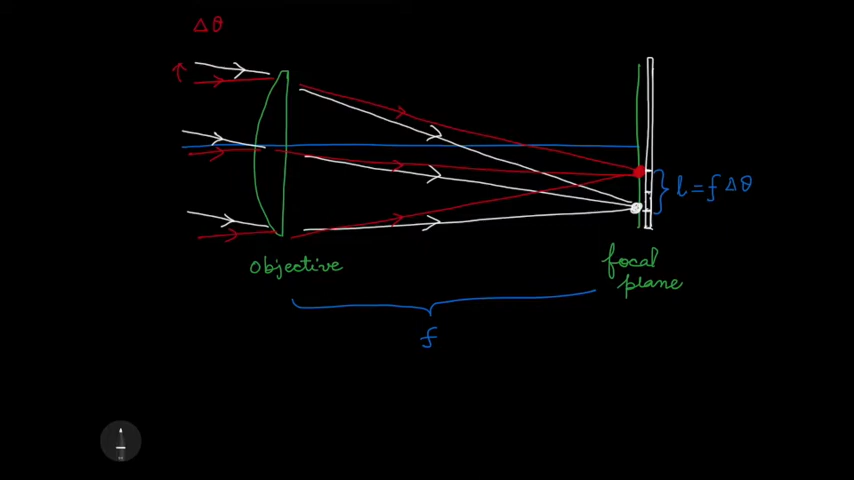 Δθ
l = f Δθ
Objective
focal
plane
f